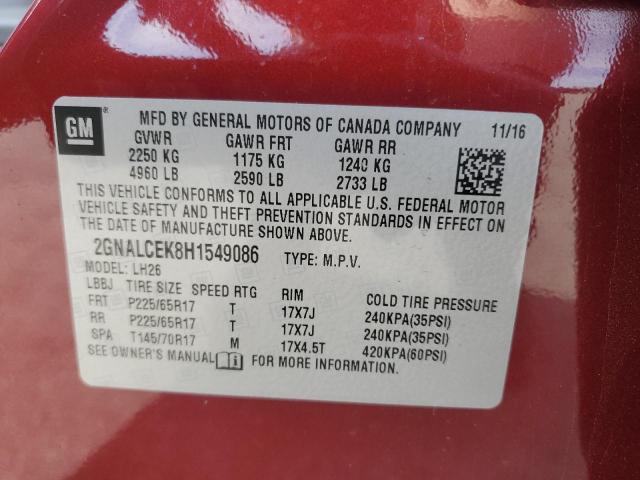 GM ®
MFD BY GENERAL MOTORS OF CANADA COMPANY 11/16
GVWR GAWR FRT GAWR RR
2250 KG 1175 KG 1240 KG
4960 LB 2590 LB 2733 LB
THIS VEHICLE CONFORMS TO ALL APPLICABLE U.S. FEDERAL MOTOR
VEHICLE SAFETY AND THEFT PREVENTION STANDARDS IN EFFECT ON
THE DATE OF MANUFACTURE SHOWN ABOVE.
2GNALCEK8H1549086 TYPE: M.P.V.
MODEL: LH26
LBBJ TIRE SIZE SPEED RTG RIM COLD TIRE PRESSURE
FRT P225/65R17 T 17X7J 240KPA(35PSI)
RR P225/65R17 T 17X7J 240KPA(35PSI)
SPA T145/70R17 M 17X4.5T 420KPA(60PSI)
SEE OWNER'S MANUAL FOR MORE INFORMATION.